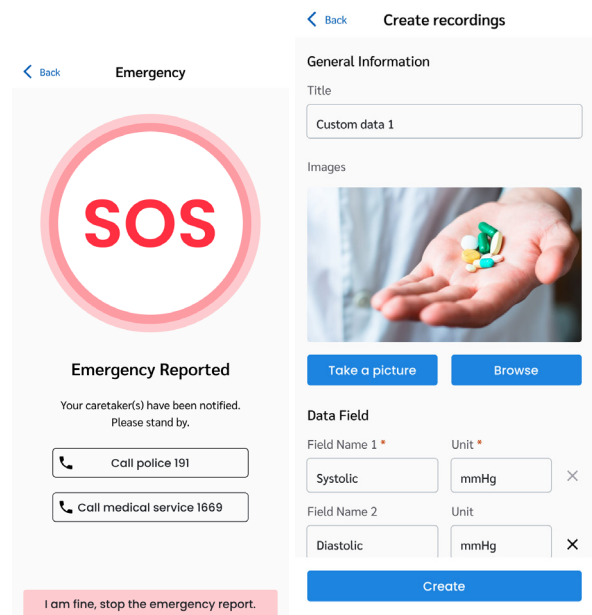 Back
Emergency
SOS
Emergency Reported
Your caretaker(s) have been notified.
Please stand by.
Call police 191
Call medical service 1669
I am fine, stop the emergency report.
Back
Create recordings
General Information
Title
Custom data 1
Images
Take a picture
Browse
Data Field
Field Name 1 *
Unit *
Systolic
mmHg
Field Name 2
Unit
Diastolic
mmHg
Create